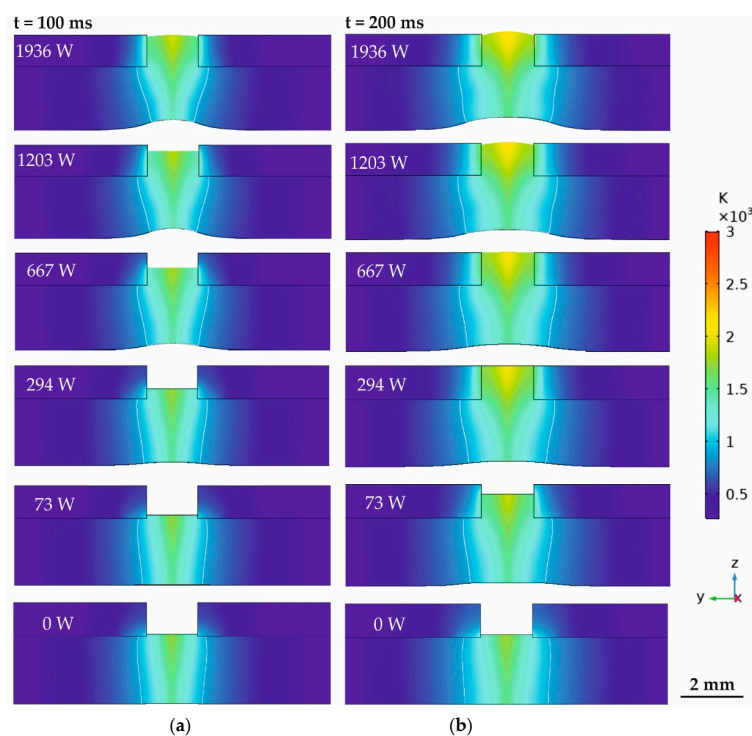 t = 100 ms
t = 200 ms
1936 W
1936 W
1203 W
1203 W
667 W
667 W
294 W
294 W
73 W
73 W
0 W
0 W
K
×10³
3
2.5
2
1.5
1
0.5
z
y
x
2 mm
(a)
(b)